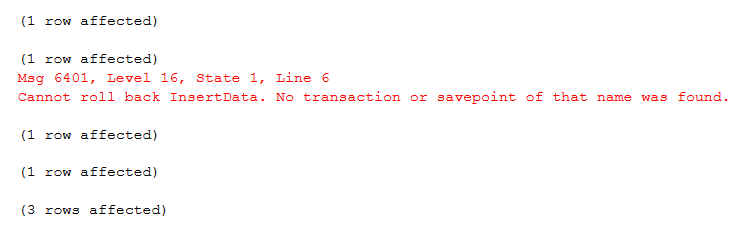 (1 row affected)
(1 row affected)
Msg 6401, Level 16, State 1, Line 6
Cannot roll back InsertData. No transaction or savepoint of that name was found.
(1 row affected)
(1 row affected)
(3 rows affected)